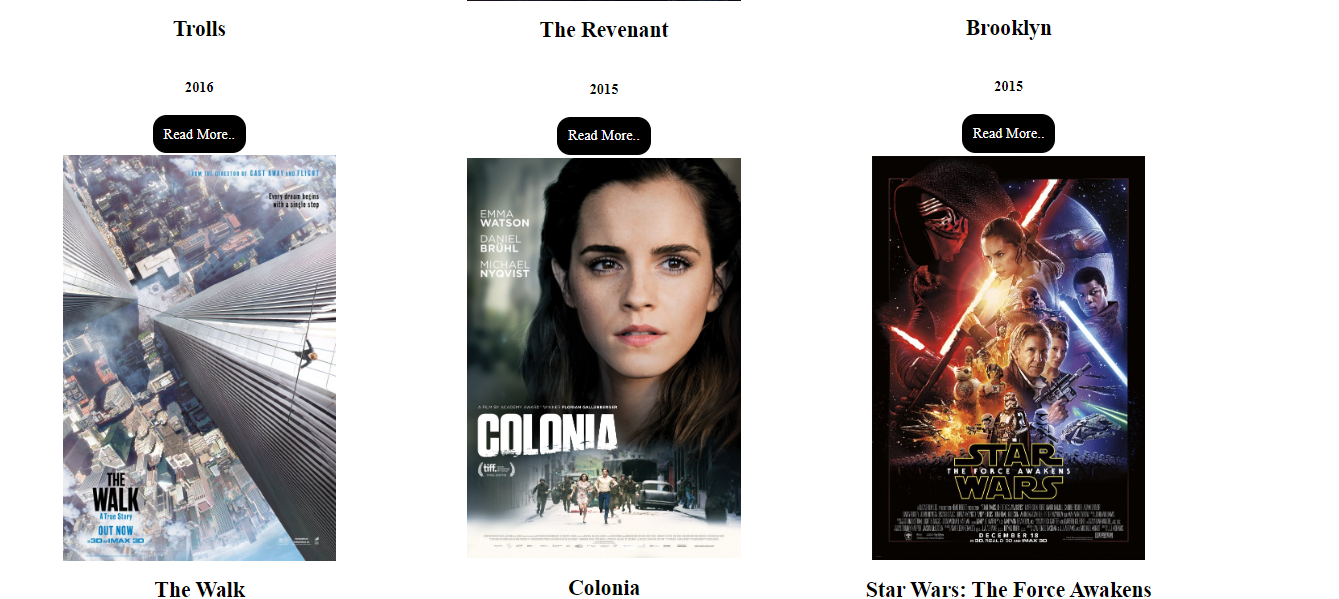 Trolls
2016
Read More..
The Revenant
2015
Read More..
Brooklyn
2015
Read More..
FROM THE DIRECTOR OF CAST AWAY AND FLIGHT
Every dream begins
with a single step
THE
WALK
A True Story
OUT NOW
IN 3D AND IMAX 3D
The Walk
EMMA
WATSON
DANIEL
BRÜHL
MICHAEL
NYQVIST
A FILM BY ACADEMY AWARD® WINNER FLORIAN GALLENBERGER
COLONIA
tiff.
Colonia
STAR
THE FORCE AWAKENS
WARS
DECEMBER 18
IN 3D, REALD 3D AND IMAX 3D
Star Wars: The Force Awakens